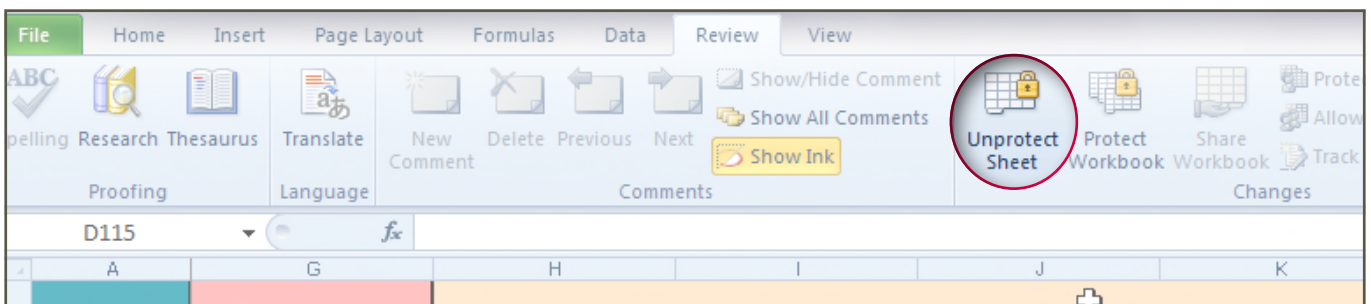 File Home Insert Page Layout Formulas Data Review View
ABC
pelling Research Thesaurus Translate New Comment Delete Previous Next
Show/Hide Comment
Show All Comments
Show Ink
Unprotect Sheet
Protect Workbook
Share Workbook
Prote
Allow
Track
Proofing Language Comments Changes
D115 fx
A G H I J K